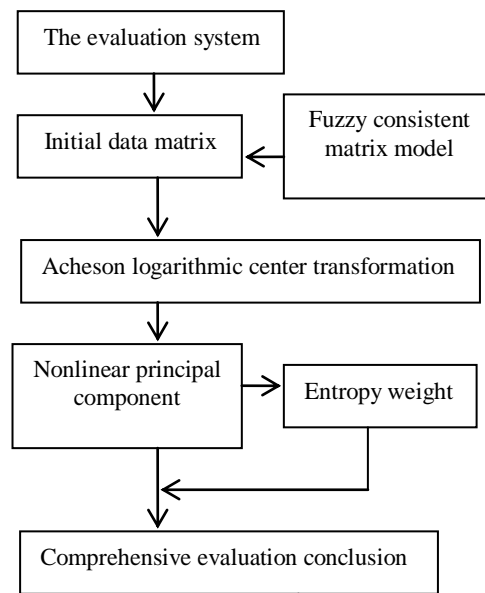 The evaluation system
Initial data matrix
Fuzzy consistent
matrix model
Acheson logarithmic center transformation
Nonlinear principal
component
Entropy weight
Comprehensive evaluation conclusion